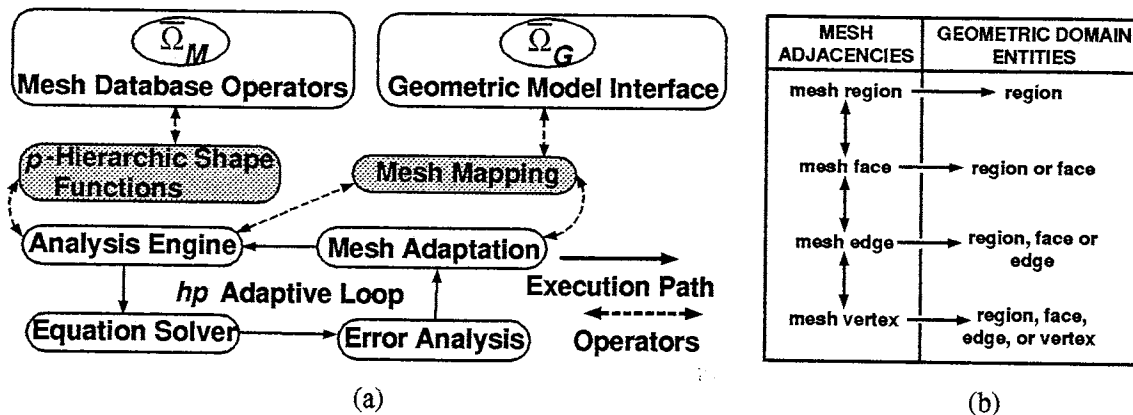 Ω̅M
Mesh Database Operators
Ω̅G
Geometric Model Interface
p-Hierarchic Shape
Functions
Mesh Mapping
Analysis Engine
Mesh Adaptation
hp Adaptive Loop
Execution Path
Equation Solver
Error Analysis
Operators
(a)
MESH
ADJACENCIES
GEOMETRIC DOMAIN
ENTITIES
mesh region
region
mesh face
region or face
mesh edge
region, face or
edge
mesh vertex
region, face,
edge, or vertex
(b)